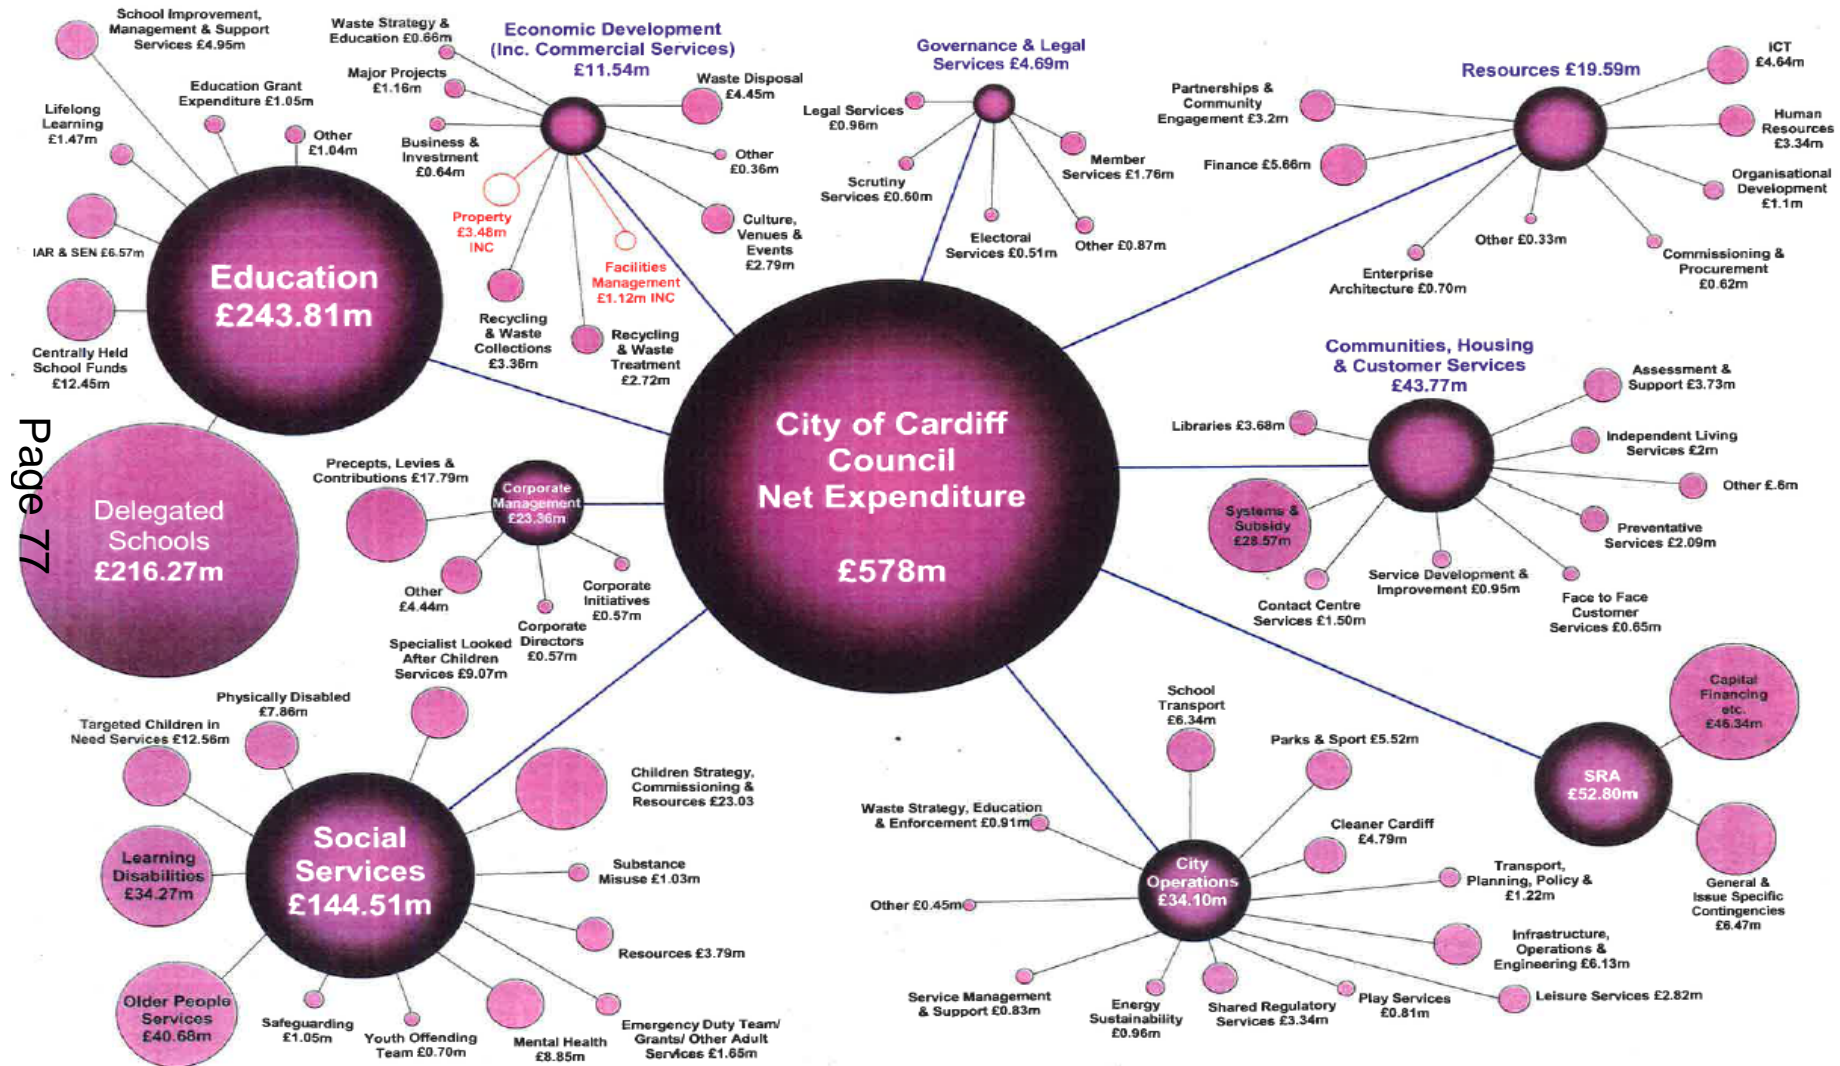 School Improvement,
Management & Support
Services £4.95m
Education Grant
Expenditure £1.05m
Lifelong
Learning
£1.47m
Other
£1.04m
IAR & SEN £6.57m
Centrally Held
School Funds
£12.45m
Education
£243.81m
Delegated
Schools
£216.27m
Page 77
Economic Development
(Inc. Commercial Services)
£11.54m
Waste Strategy &
Education £0.66m
Major Projects
£1.16m
Business &
Investment
£0.64m
Property
£3.48m
INC
Recycling
& Waste
Collections
£3.36m
Recycling
& Waste
Treatment
£2.72m
Facilities
Management
£1.12m INC
Culture,
Venues &
Events
£2.79m
Other
£0.36m
Waste Disposal
£4.45m
Governance & Legal
Services £4.69m
Legal Services
£0.96m
Scrutiny
Services £0.60m
Electoral
Services £0.51m
Other £0.87m
Member
Services £1.76m
Resources £19.59m
Partnerships &
Community
Engagement £3.2m
Finance £5.66m
Enterprise
Architecture £0.70m
Other £0.33m
Commissioning &
Procurement
£0.62m
Organisational
Development
£1.1m
Human
Resources
£3.34m
ICT
£4.64m
City of Cardiff
Council
Net Expenditure
£578m
Communities, Housing
& Customer Services
£43.77m
Libraries £3.68m
Systems &
Subsidy
£28.57m
Contact Centre
Services £1.50m
Service Development &
Improvement £0.95m
Face to Face
Customer
Services £0.65m
Preventative
Services £2.09m
Other £.6m
Independent Living
Services £2m
Assessment &
Support £3.73m
Corporate
Management
£23.36m
Precepts, Levies &
Contributions £17.79m
Other
£4.44m
Corporate
Directors
£0.57m
Corporate
Initiatives
£0.57m
Social
Services
£144.51m
Specialist Looked
After Children
Services £9.07m
Physically Disabled
£7.86m
Targeted Children in
Need Services £12.56m
Learning
Disabilities
£34.27m
Older People
Services
£40.68m
Safeguarding
£1.05m
Youth Offending
Team £0.70m
Mental Health
£8.85m
Emergency Duty Team/
Grants/ Other Adult
Services £1.65m
Resources £3.79m
Substance
Misuse £1.03m
Children Strategy,
Commissioning &
Resources £23.03
City
Operations
£34.10m
School
Transport
£6.34m
Parks & Sport £5.52m
Cleaner Cardiff
£4.79m
Transport,
Planning, Policy &
£1.22m
Infrastructure,
Operations &
Engineering £6.13m
Leisure Services £2.82m
Play Services
£0.81m
Shared Regulatory
Services £3.34m
Energy
Sustainability
£0.96m
Service Management
& Support £0.83m
Other £0.45m
Waste Strategy, Education
& Enforcement £0.91m
SRA
£52.80m
Capital
Financing
etc.
£46.34m
General &
Issue Specific
Contingencies
£6.47m